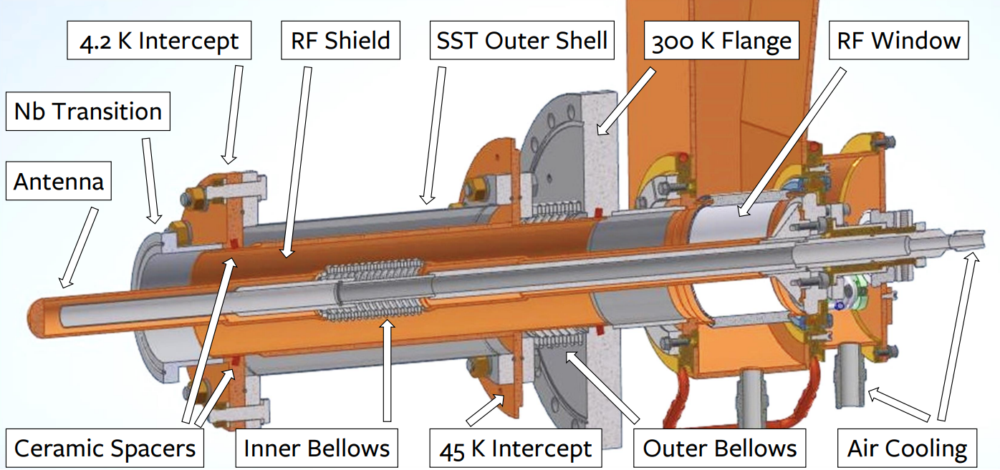 4.2 K Intercept
RF Shield
SST Outer Shell
300 K Flange
RF Window
Nb Transition
Antenna
Ceramic Spacers
Inner Bellows
45 K Intercept
Outer Bellows
Air Cooling